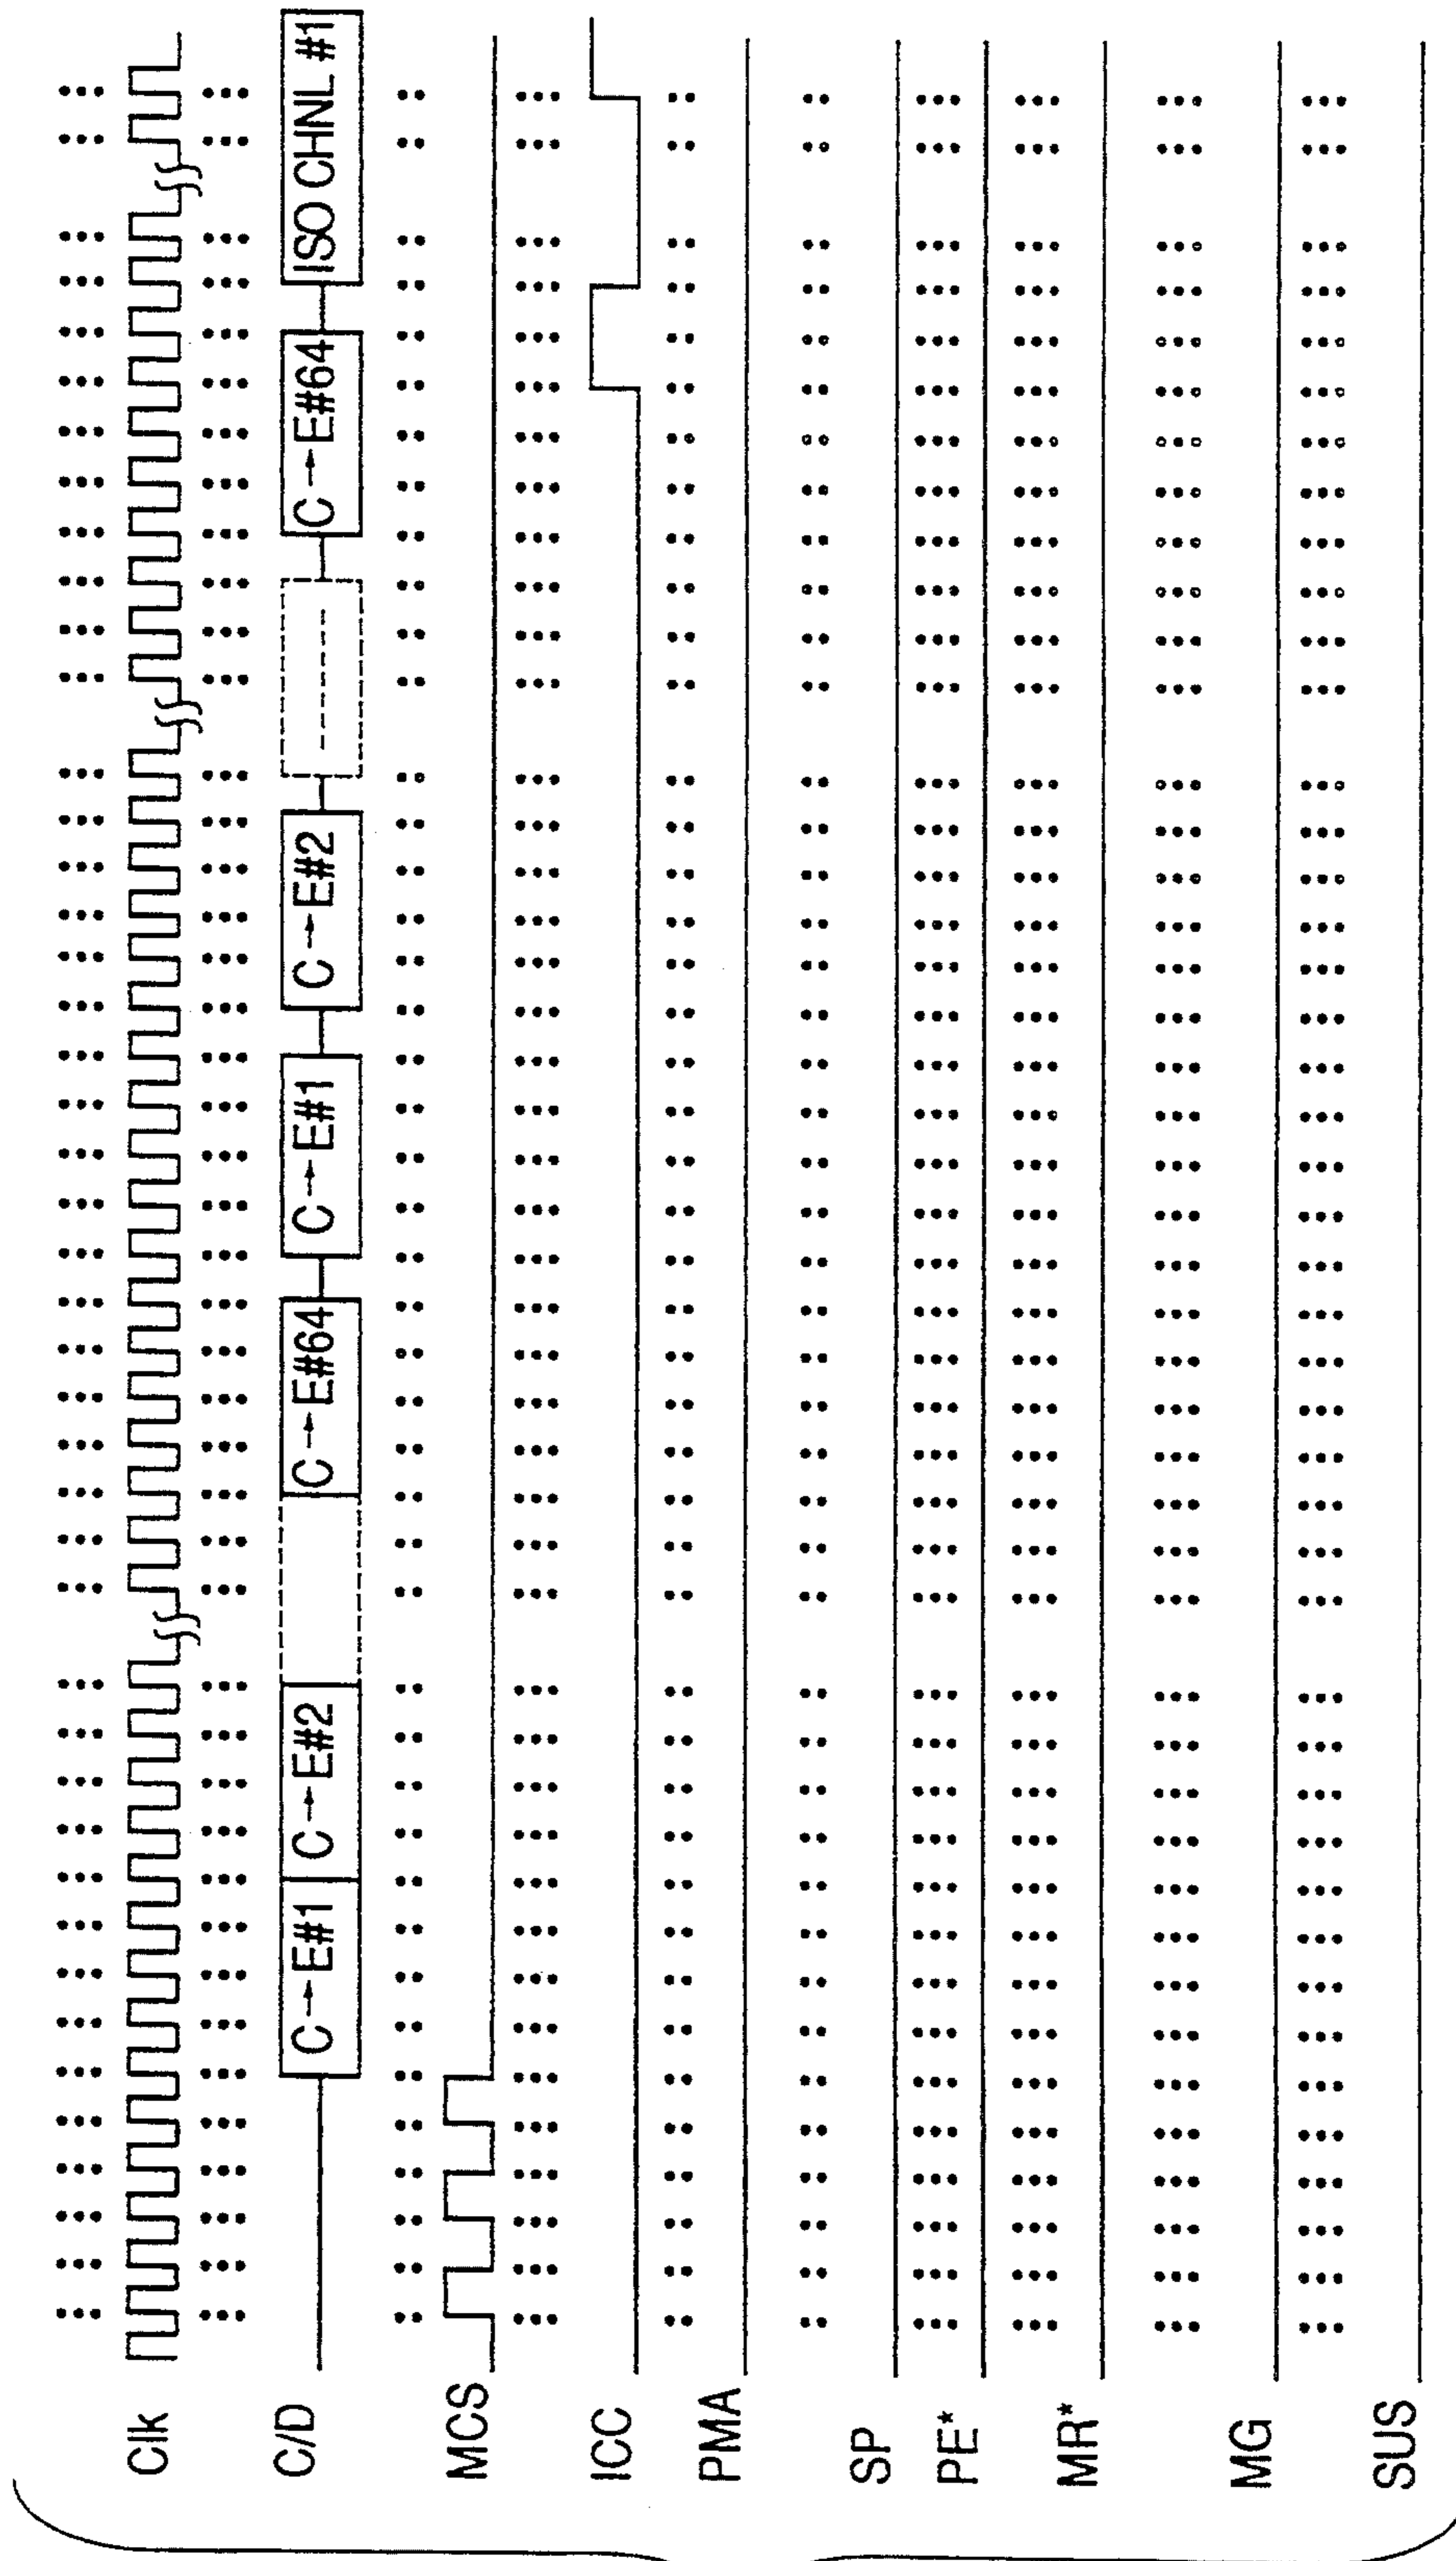 Clk
C/D
C→E#1
C→E#2
C→E#64
C→E#1
C→E#2
C→E#64
ISO CHNL #1
MCS
ICC
PMA
SP
PE*
MR*
MG
SUS